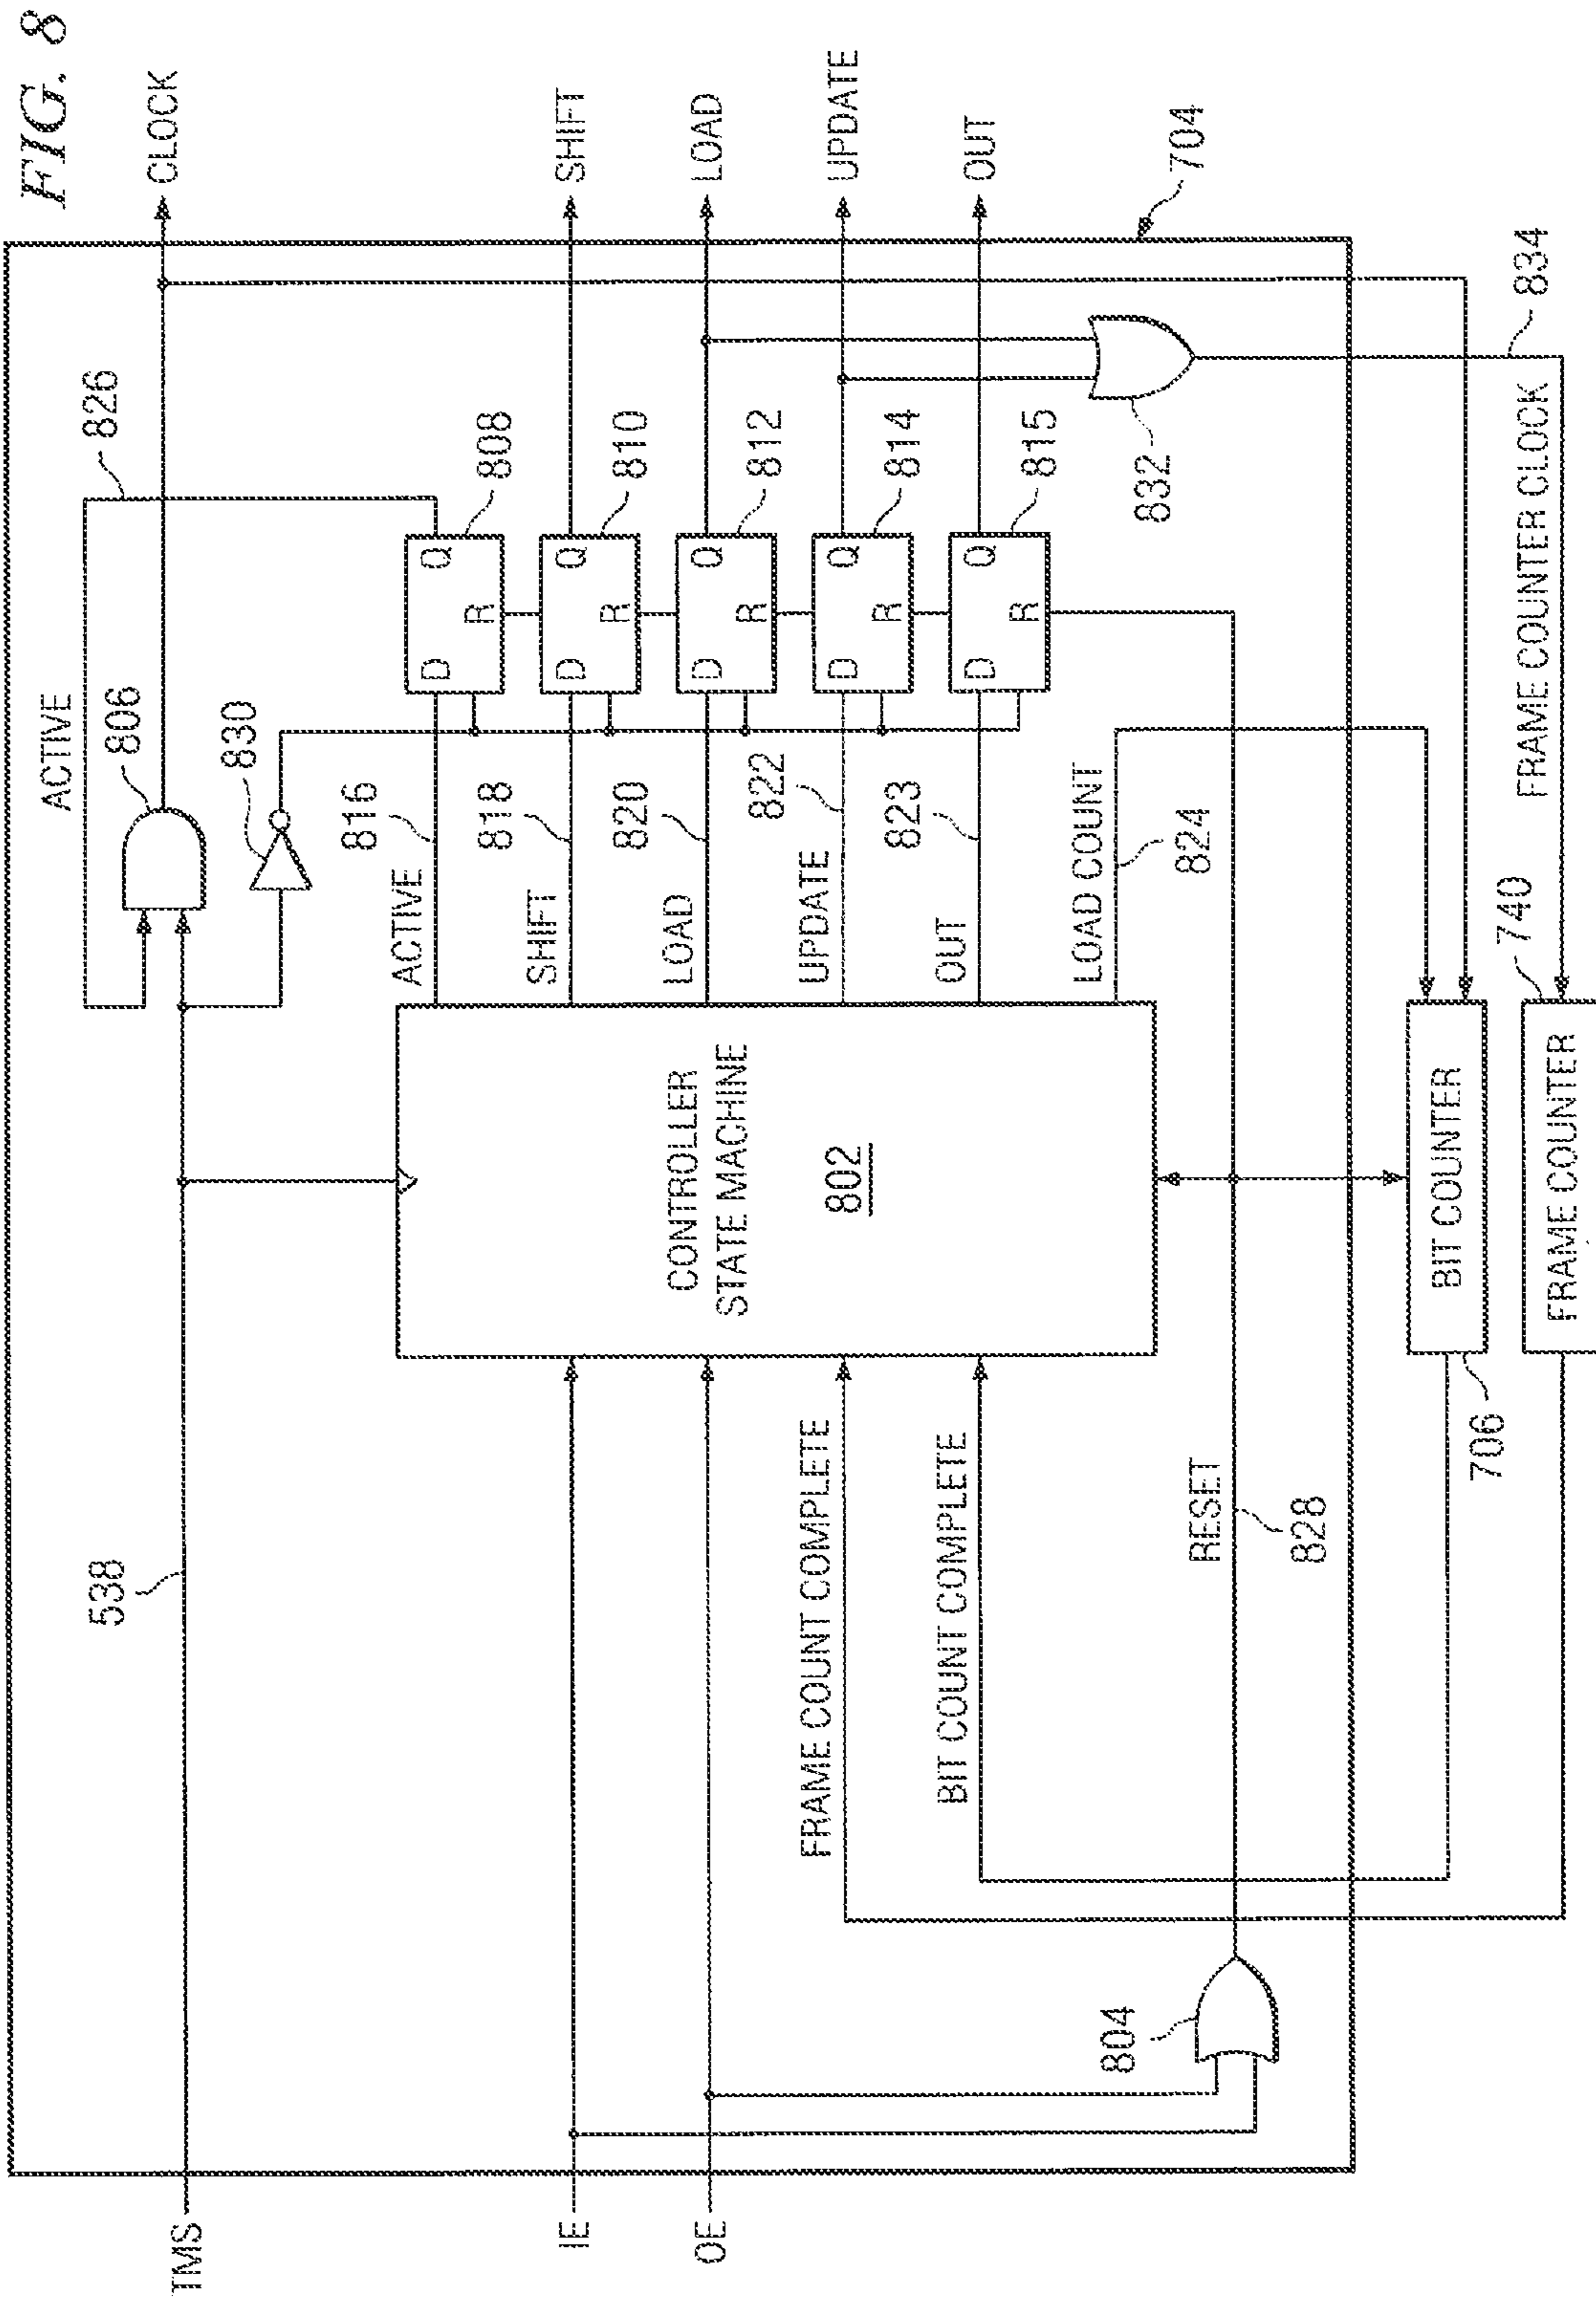 FIG. 8
CLOCK
SHIFT
LOAD
UPDATE
OUT
704
826
ACTIVE
806
830
808
810
812
814
815
832
834
D
Q
R
D
Q
R
D
Q
R
D
Q
R
D
Q
R
ACTIVE
816
SHIFT
818
LOAD
820
UPDATE
822
OUT
823
LOAD COUNT
824
FRAME COUNTER CLOCK
740
538
CONTROLLER
STATE MACHINE
802
BIT COUNTER
706
FRAME COUNTER
FRAME COUNT COMPLETE
BIT COUNT COMPLETE
RESET
828
804
TMS
IE
OE